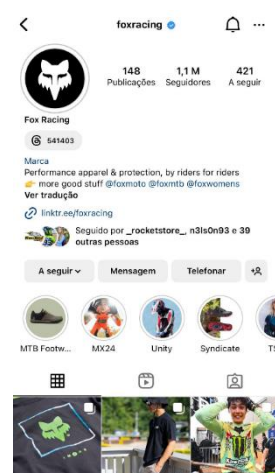 foxracing
148
1,1 M
421
Publicações
Seguidores
A seguir
Fox Racing
541403
Marca
Performance apparel & protection, by riders for riders
👉 more good stuff @foxmoto @foxmtb @foxwomens
Ver tradução
linktr.ee/foxracing
Seguido por _rocketstore_, n3ls0n93 e 39
outras pessoas
A seguir
Mensagem
Telefonar
MTB Footw...
MX24
Unity
Syndicate